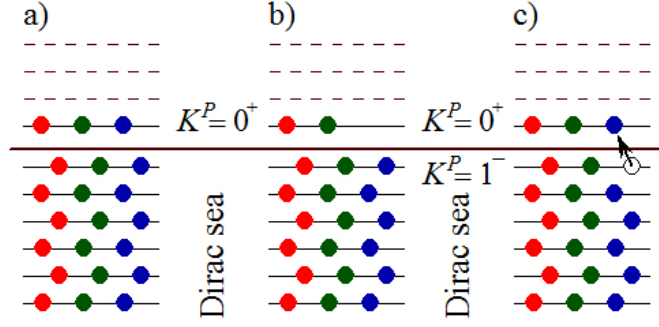 a) b) c)
K^P=0^+ K^P=0^+
K^P=1^-
Dirac sea Dirac sea